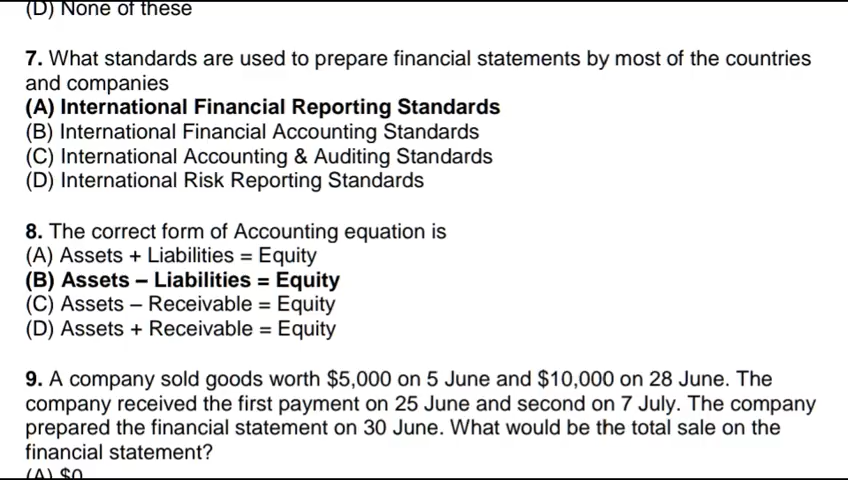 (D) None of these
7. What standards are used to prepare financial statements by most of the countries
and companies
(A) International Financial Reporting Standards
(B) International Financial Accounting Standards
(C) International Accounting & Auditing Standards
(D) International Risk Reporting Standards
8. The correct form of Accounting equation is
(A) Assets + Liabilities = Equity
(B) Assets – Liabilities = Equity
(C) Assets – Receivable = Equity
(D) Assets + Receivable = Equity
9. A company sold goods worth $5,000 on 5 June and $10,000 on 28 June. The
company received the first payment on 25 June and second on 7 July. The company
prepared the financial statement on 30 June. What would be the total sale on the
financial statement?
(A) $0